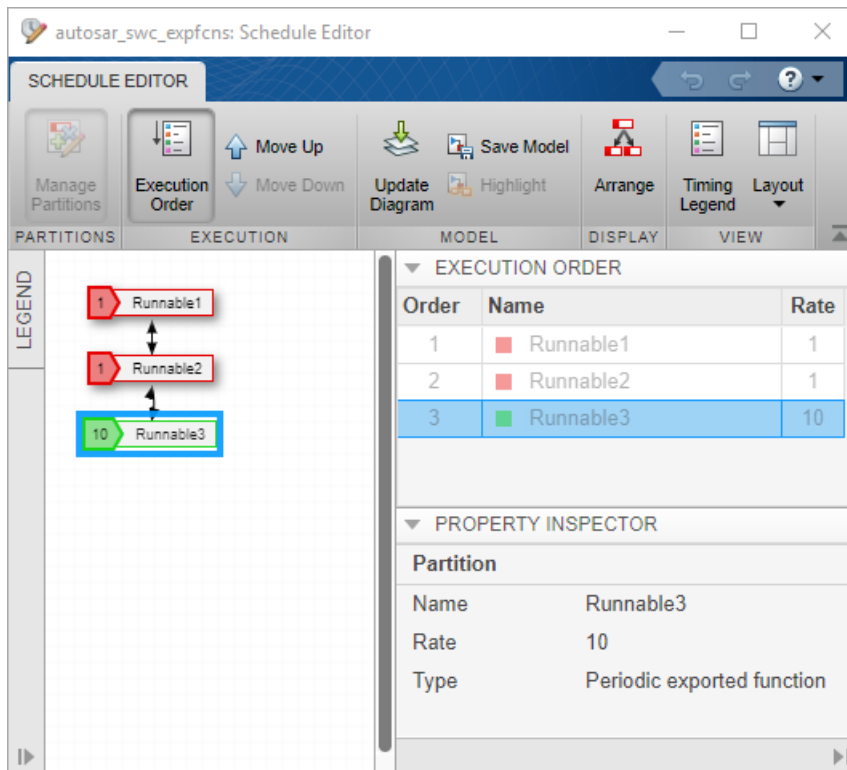 autosar_swc_expfcns: Schedule Editor
SCHEDULE EDITOR
?
Manage Partitions
Execution Order
Move Up
Move Down
Update Diagram
Save Model
Highlight
Arrange
Timing Legend
Layout
PARTITIONS
EXECUTION
MODEL
DISPLAY
VIEW
LEGEND
1 Runnable1
1 Runnable2
10 Runnable3
EXECUTION ORDER
Order Name Rate
1 Runnable1 1
2 Runnable2 1
3 Runnable3 10
PROPERTY INSPECTOR
Partition
Name Runnable3
Rate 10
Type Periodic exported function